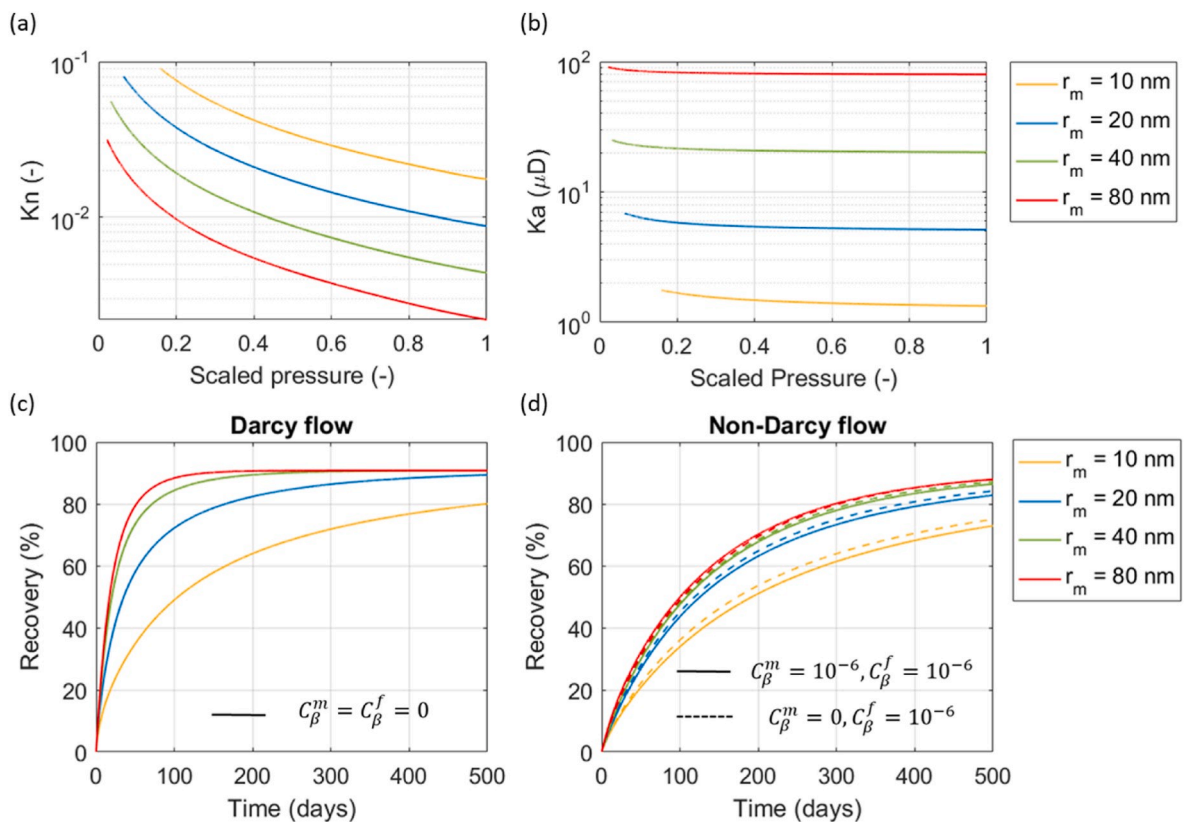 (a)
(b)
10^-1
10^-2
Kn (-)
0 0.2 0.4 0.6 0.8 1
Scaled pressure (-)
10^2
10^1
10^0
Ka (μD)
0 0.2 0.4 0.6 0.8 1
Scaled Pressure (-)
r_m = 10 nm
r_m = 20 nm
r_m = 40 nm
r_m = 80 nm
(c)
(d)
Darcy flow
100
80
60
40
20
0
Recovery (%)
C_β^m = C_β^f = 0
0 100 200 300 400 500
Time (days)
Non-Darcy flow
100
80
60
40
20
0
Recovery (%)
C_β^m = 10^-6, C_β^f = 10^-6
C_β^m = 0, C_β^f = 10^-6
0 100 200 300 400 500
Time (days)
r_m = 10 nm
r_m = 20 nm
r_m = 40 nm
r_m = 80 nm